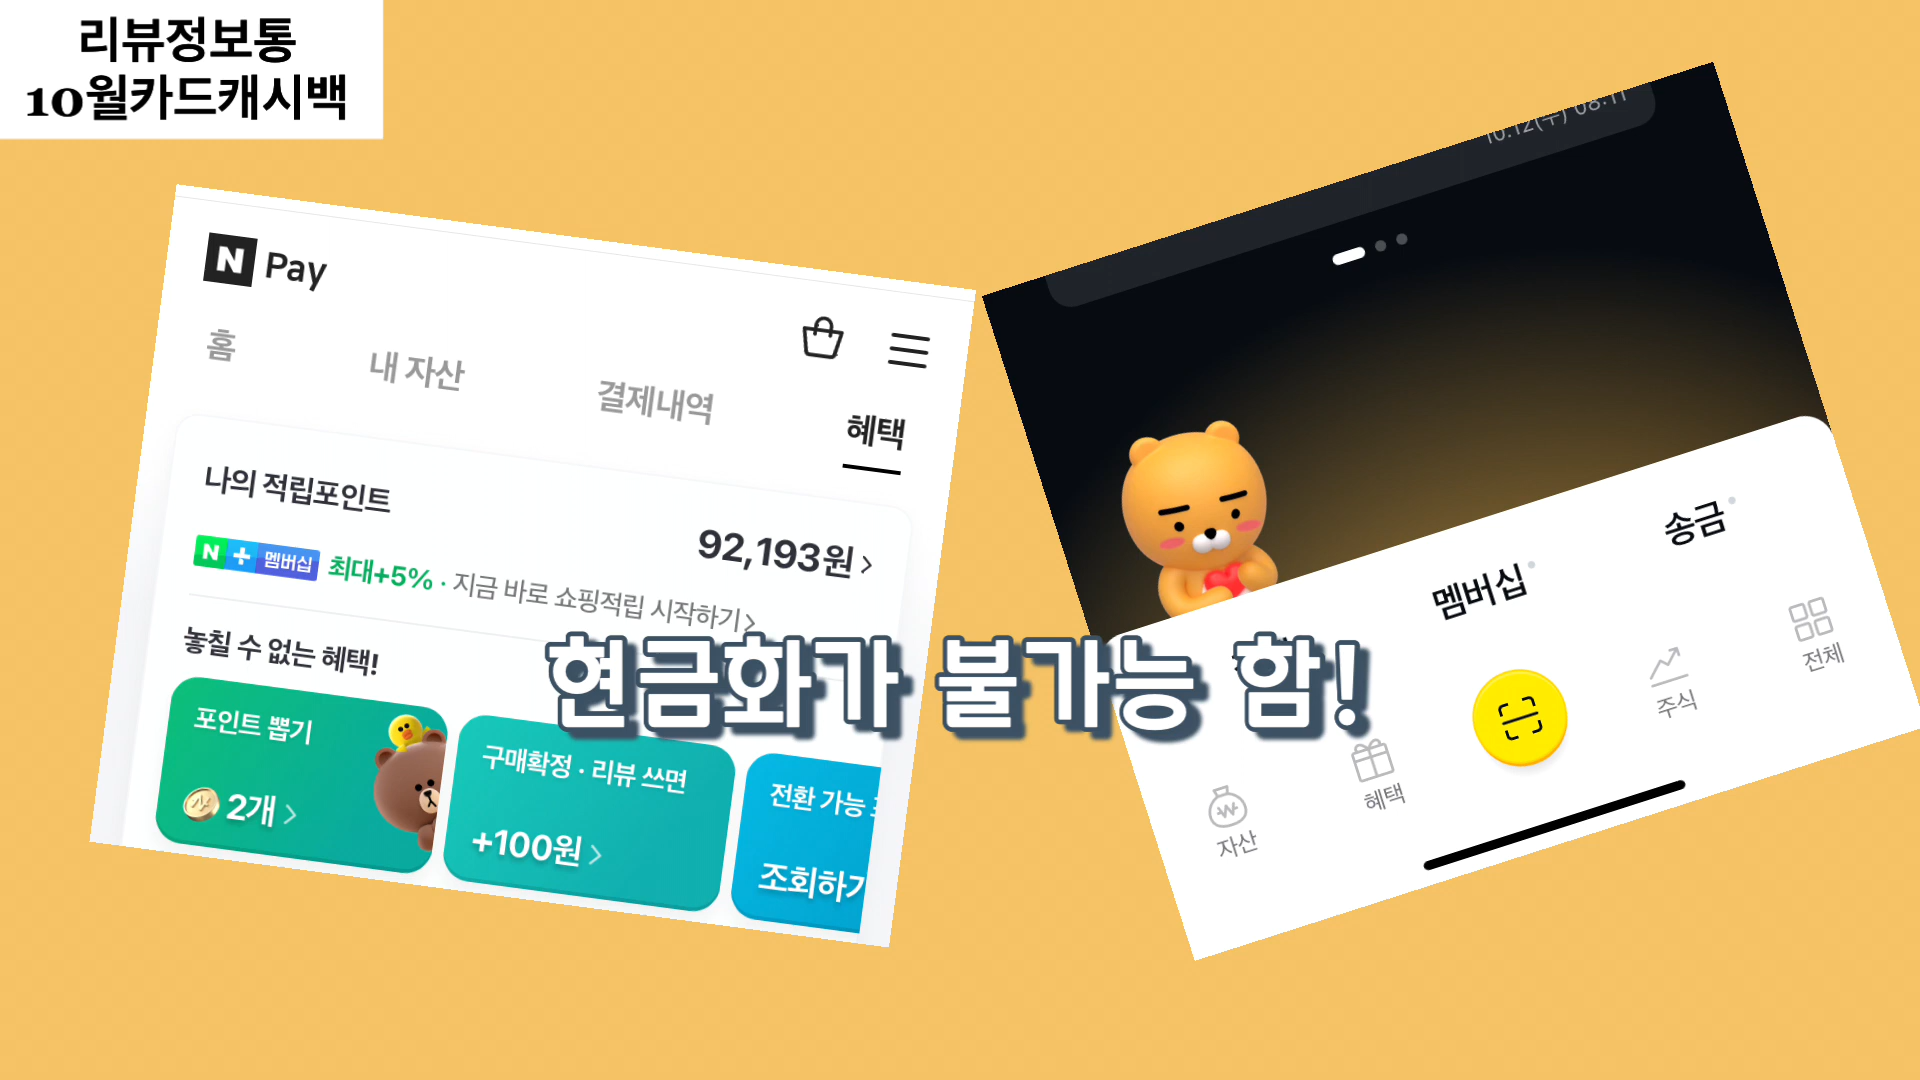 리뷰정보통
10월카드캐시백
N Pay
홈
내 자산
결제내역
혜택
나의 적립포인트
92,193원
N + 멤버십 최대+5% · 지금 바로 쇼핑적립 시작하기
놓칠 수 없는 혜택!
포인트 뽑기
2개
구매확정 · 리뷰 쓰면
+100원
전환 가능
조회하기
현금화가 불가능 함!
10.12(수) 08:11
멤버십
송금
자산
혜택
주식
전체